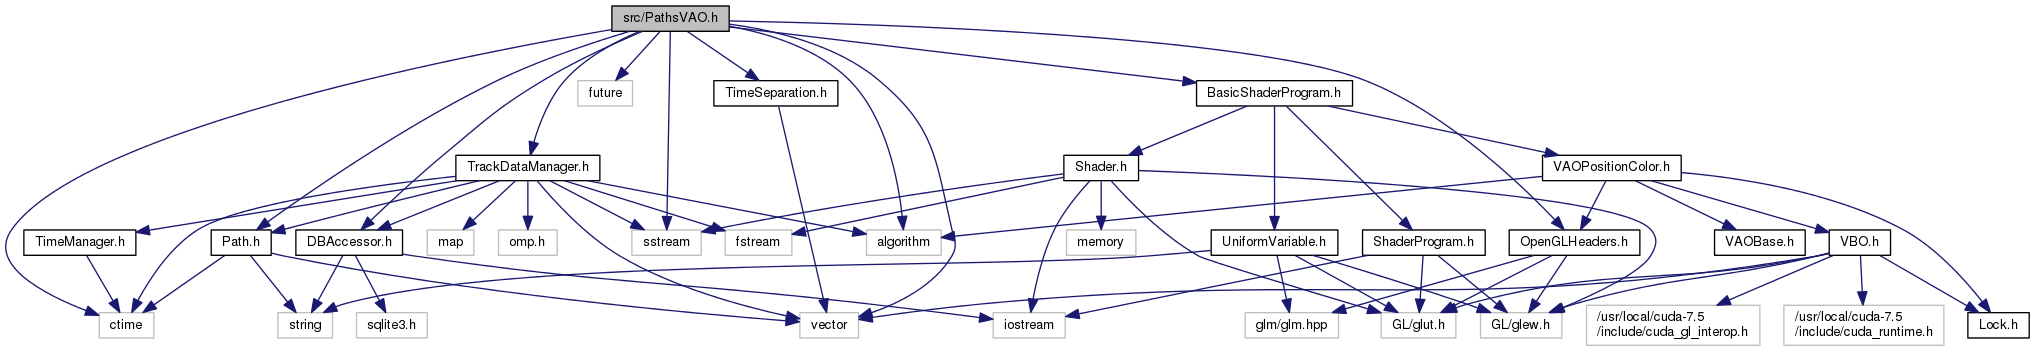 src/PathsVAO.h
future
TimeSeparation.h
BasicShaderProgram.h
TrackDataManager.h
Shader.h
VAOPositionColor.h
TimeManager.h
Path.h
DBAccessor.h
map
omp.h
sstream
fstream
algorithm
memory
UniformVariable.h
ShaderProgram.h
OpenGLHeaders.h
VAOBase.h
VBO.h
ctime
string
sqlite3.h
vector
iostream
glm/glm.hpp
GL/glut.h
GL/glew.h
/usr/local/cuda-7.5
/include/cuda_gl_interop.h
/usr/local/cuda-7.5
/include/cuda_runtime.h
Lock.h